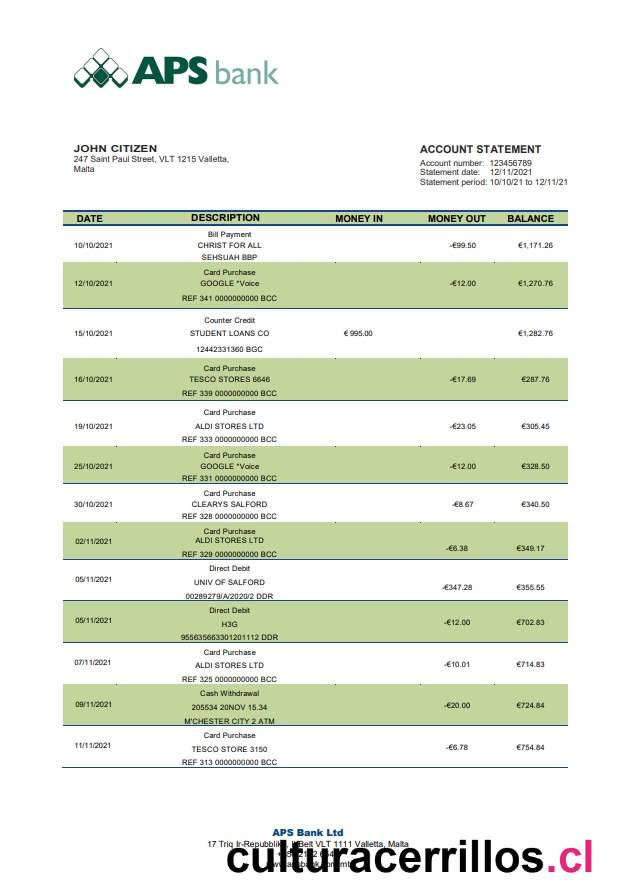 APS bank
JOHN CITIZEN
247 Saint Paul Street, VLT 1215 Valletta,
Malta
ACCOUNT STATEMENT
Account number: 123456789
Statement date: 12/11/2021
Statement period: 10/10/21 to 12/11/21
DATE DESCRIPTION MONEY IN MONEY OUT BALANCE
Bill Payment
10/10/2021 CHRIST FOR ALL -€99.50 €1,171.26
SEHSUAH BBP
Card Purchase
12/10/2021 GOOGLE *Voice -€12.00 €1,270.76
REF 341 0000000000 BCC
Counter Credit
15/10/2021 STUDENT LOANS CO € 995.00 €1,282.76
12442331360 BGC
Card Purchase
16/10/2021 TESCO STORES 6646 -€17.69 €287.76
REF 339 0000000000 BCC
Card Purchase
19/10/2021 ALDI STORES LTD -€23.05 €305.45
REF 333 0000000000 BCC
Card Purchase
25/10/2021 GOOGLE *Voice -€12.00 €328.50
REF 331 0000000000 BCC
Card Purchase
30/10/2021 CLEARYS SALFORD -€8.67 €340.50
REF 328 0000000000 BCC
Card Purchase
02/11/2021 ALDI STORES LTD -€6.38 €349.17
REF 329 0000000000 BCC
Direct Debit
05/11/2021 UNIV OF SALFORD -€347.28 €355.55
00289279/A/2020/2 DDR
Direct Debit
05/11/2021 H3G -€12.00 €702.83
955635663301201112 DDR
Card Purchase
07/11/2021 ALDI STORES LTD -€10.01 €714.83
REF 325 0000000000 BCC
Cash Withdrawal
09/11/2021 205534 20NOV 15.34 -€20.00 €724.84
M'CHESTER CITY 2 ATM
Card Purchase
11/11/2021 TESCO STORE 3150 -€6.78 €754.84
REF 313 0000000000 BCC
APS Bank Ltd
17 Triq Ir-Repubblika, Il-Belt VLT 1111 Valletta, Malta
culturacerrillos.cl